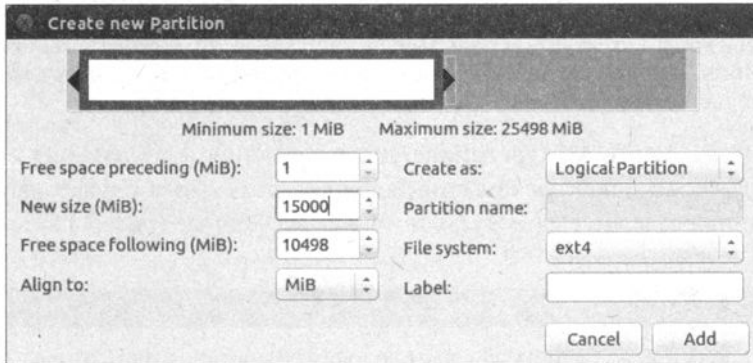 Create new Partition
Minimum size: 1 MiB Maximum size: 25498 MiB
Free space preceding (MiB): 1 Create as: Logical Partition
New size (MiB): 15000 Partition name:
Free space following (MiB): 10498 File system: ext4
Align to: MiB Label:
Cancel Add